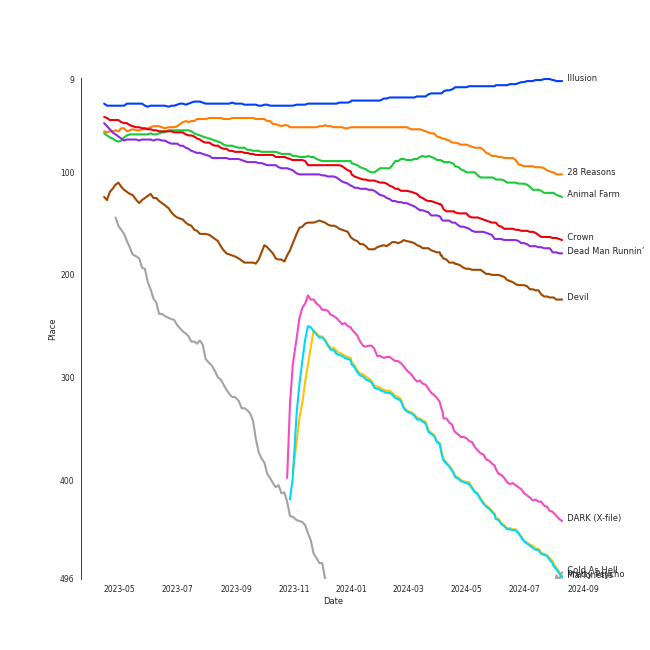 9
100
200
300
400
496
Place
2023-05
2023-07
2023-09
2023-11
2024-01
2024-03
2024-05
2024-07
2024-09
Date
Illusion
28 Reasons
Animal Farm
Crown
Dead Man Runnin’
Devil
DARK (X-file)
Cold As Hell